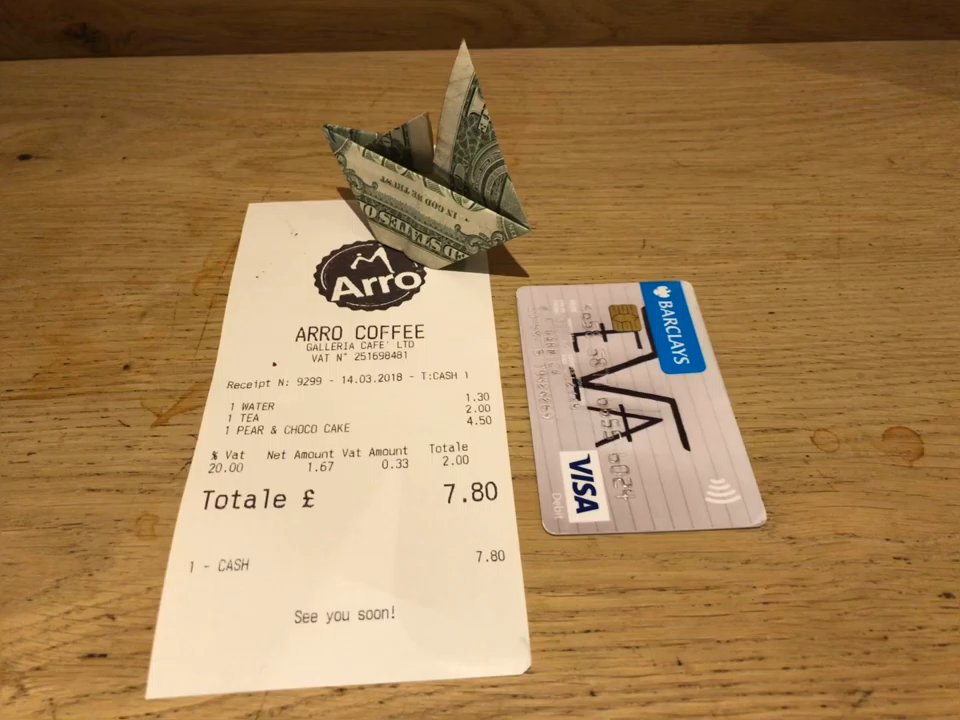 IN GOD WE TRUST
Arro
ARRO COFFEE
GALLERIA CAFE' LTD
VAT N° 251698481
Receipt N: 9299 - 14.03.2018 - T:CASH 1
1 WATER 1.30
1 TEA 2.00
1 PEAR & CHOCO CAKE 4.50
% Vat Net Amount Vat Amount Totale
20.00 1.67 0.33 2.00
Totale £ 7.80
1 - CASH 7.80
See you soon!
BARCLAYS
VISA
Debit